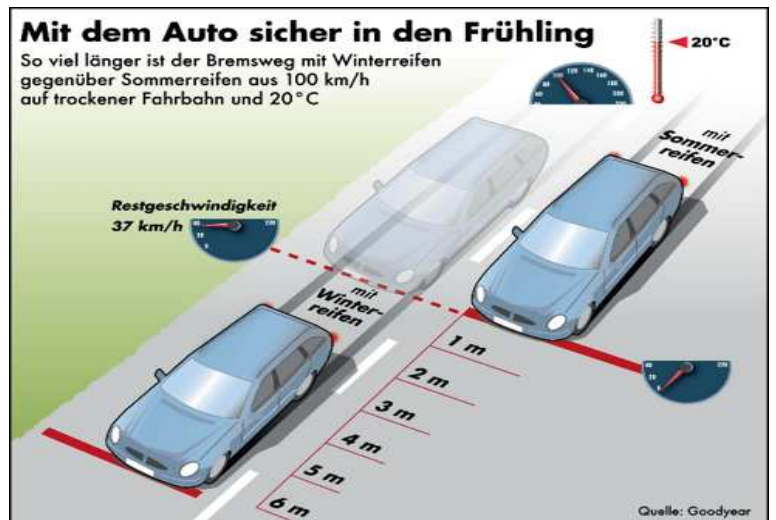 Mit dem Auto sicher in den Frühling
So viel länger ist der Bremsweg mit Winterreifen
gegenüber Sommerreifen aus 100 km/h
auf trockener Fahrbahn und 20°C
20°C
mit
Sommer-
reifen
Restgeschwindigkeit
37 km/h
mit
Winter-
reifen
1 m
2 m
3 m
4 m
5 m
6 m
Quelle: Goodyear